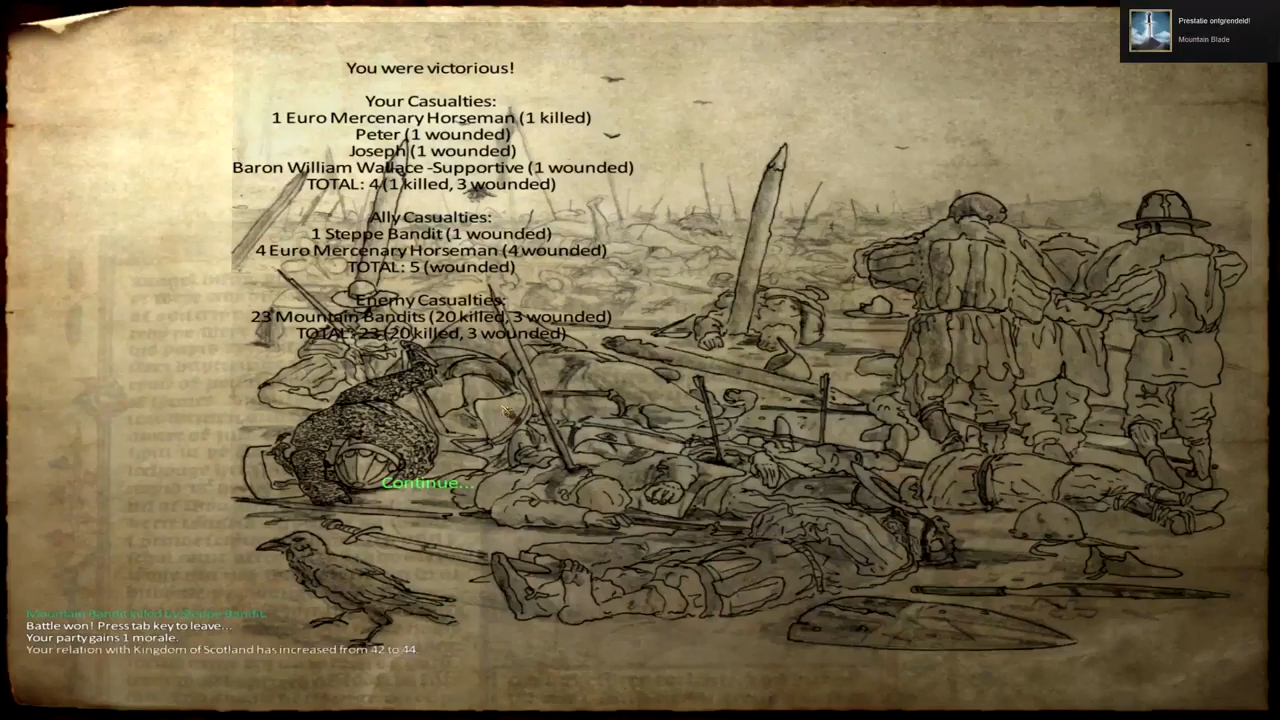 Prestatie ontgrendeld!
Mountain Blade
You were victorious!
Your Casualties:
1 Euro Mercenary Horseman (1 killed)
Peter (1 wounded)
Joseph (1 wounded)
Baron William Wallace -Supportive (1 wounded)
TOTAL: 4 (1 killed, 3 wounded)
Ally Casualties:
1 Steppe Bandit (1 wounded)
4 Euro Mercenary Horseman (4 wounded)
TOTAL: 5 (wounded)
Enemy Casualties:
23 Mountain Bandits (20 killed, 3 wounded)
TOTAL: 23 (20 killed, 3 wounded)
Continue...
Mountain Bandit killed by Steppe Bandit.
Battle won! Press tab key to leave...
Your party gains 1 morale.
Your relation with Kingdom of Scotland has increased from 42 to 44.